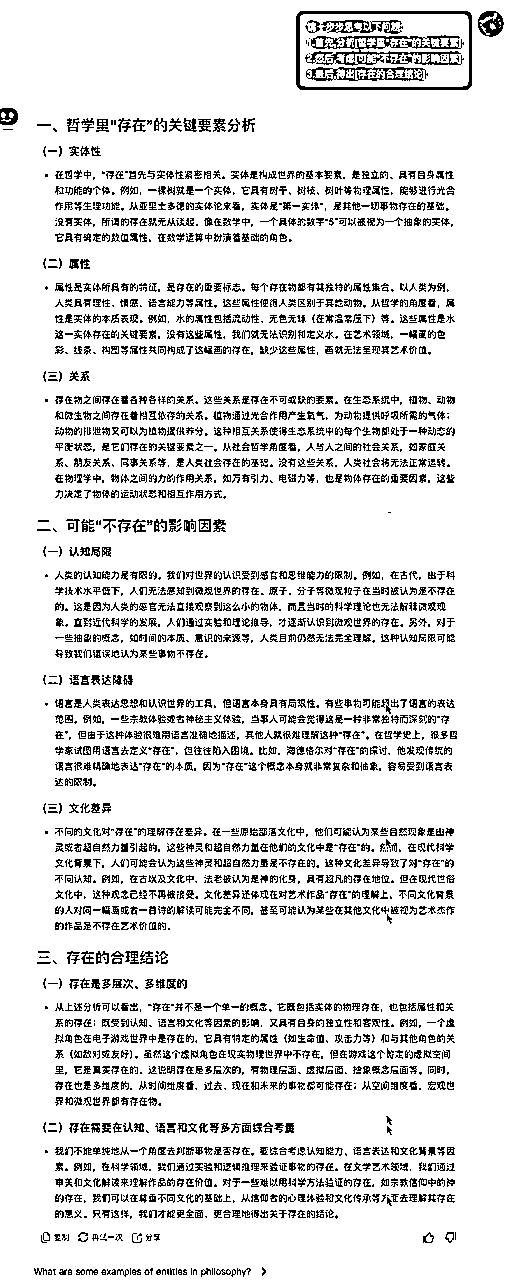 请一步步思考以下问题:
1.首先,分析哲学里“存在”的关键要素
2.然后,考虑可能“不存在”的影响因素
3.最后,得出存在的合理结论
一、哲学里“存在”的关键要素分析
（一）实体性
• 在哲学中，“存在”首先与实体性紧密相关。实体是构成世界的基本要素，是独立的、具有自身属性
和功能的个体。例如，一棵树就是一个实体，它具有树干、树枝、树叶等物理属性，能够进行光合
作用等生理功能。从亚里士多德的实体论来看，实体是“第一实体”，是其他一切事物存在的基础。
没有实体，所谓的存在就无从谈起。像在数学中，一个具体的数字“5”可以被视为一个抽象的实体，
它具有特定的数值属性，在数学运算中扮演着基础的角色。
（二）属性
• 属性是实体所具有的特征，是存在的重要标志。每个存在物都有其独特的属性集合。以人类为例，
人类具有理性、情感、语言能力等属性。这些属性使得人类区别于其他动物。从哲学的角度看，属
性是实体的本质表现。例如，水的属性包括流动性、无色无味（在常温常压下）等。这些属性是水
这一实体存在的关键要素。没有这些属性，我们就无法识别和定义水。在艺术领域，一幅画的色
彩、线条、构图等属性共同构成了这幅画的存在。缺少这些属性，画就无法呈现其艺术价值。
（三）关系
• 存在物之间存在着各种各样的关系。这些关系是存在不可或缺的要素。在生态系统中，植物、动物
和微生物之间存在着相互依存的关系。植物通过光合作用产生氧气，为动物提供呼吸所需的气体；
动物的排泄物又可以为植物提供养分。这种相互关系使得生态系统中的每个生物都处于一种动态的
平衡状态，是它们存在的关键要素之一。从社会哲学角度看，人与人之间的社会关系，如家庭关
系、朋友关系、同事关系等，是人类社会存在的基础。没有这些关系，人类社会将无法正常运转。
在物理学中，物体之间的力的作用关系，如万有引力、电磁力等，也是物体存在的重要因素。这些
力决定了物体的运动状态和相互作用方式。
二、可能“不存在”的影响因素
（一）认知局限
• 人类的认知能力是有限的。我们对世界的认识受到感官和思维能力的限制。例如，在古代，由于科
学技术水平低下，人们无法感知到微观世界的存在。原子、分子等微观粒子在当时被认为是不存在
的。这是因为人类的感官无法直接观察到这么小的物体，而且当时的科学理论也无法解释微观现
象。直到近代科学的发展，人们通过实验和理论推导，才逐渐认识到微观世界的存在。另外，对于
一些抽象的概念，如时间的本质、意识的来源等，人类目前仍然无法完全理解。这种认知局限可能
导致我们错误地认为某些事物不存在。
（二）语言表达障碍
• 语言是人类表达思想和认识世界的工具，但语言本身具有局限性。有些事物可能超出了语言的表达
范围。例如，一些宗教体验或者神秘主义体验，当事人可能会觉得这是一种非常独特而深刻的“存
在”，但由于这种体验很难用语言准确地描述，其他人就很难理解这种“存在”。在哲学史上，很多哲
学家试图用语言去定义“存在”，但往往陷入困境。比如，海德格尔对“存在”的探讨，他发现传统的
语言很难精确地表达“存在”的本质。因为“存在”这个概念本身就非常复杂和抽象，容易受到语言表
达的限制。
（三）文化差异
• 不同的文化对“存在”的理解存在差异。在一些原始部落文化中，他们可能认为某些自然现象是由神
灵或者超自然力量引起的，这些神灵和超自然力量在他们的文化中是“存在”的。然而，在现代科学
文化背景下，人们可能会认为这些神灵和超自然力量是不存在的。这种文化差异导致了对“存在”的
不同认知。例如，在古埃及文化中，法老被认为是神的化身，具有超凡的存在地位。但在现代世俗
文化中，这种观念已经不再被接受。文化差异还体现在对艺术作品“存在”的理解上，不同文化背景
的人对同一幅画或者一首诗的解读可能完全不同，甚至可能认为某些在其他文化中被视为艺术杰作
的作品是不存在艺术价值的。
三、存在的合理结论
（一）存在是多层次、多维度的
• 从上述分析可以看出，“存在”并不是一个单一的概念。它既包括实体的物理存在，也包括属性和关
系的存在；既受到认知、语言和文化等因素的影响，又具有自身的独立性和客观性。例如，一个虚
拟角色在电子游戏世界中是存在的，它具有特定的属性（如生命值、攻击力等）和与其他角色的关
系（如敌对或友好）。虽然这个虚拟角色在现实物理世界中不存在，但在游戏这个特定的虚拟空间
里，它是真实存在的。这说明存在是多层次的，有物理层面、虚拟层面、抽象概念层面等。同时，
存在也是多维度的，从时间维度看，过去、现在和未来的事物都可能存在；从空间维度看，宏观世
界和微观世界都有存在物。
（二）存在需要在认知、语言和文化等多方面综合考量
• 我们不能单纯地从一个角度去判断事物是否存在。要综合考虑认知能力、语言表达和文化背景等因
素。例如，在科学领域，我们通过实验和逻辑推理来验证事物的存在。在文学艺术领域，我们通过
审美和文化解读来理解作品的存在价值。对于一些难以用科学方法验证的存在，如宗教信仰中的神
的存在，我们可以在尊重不同文化的基础上，从信仰者的心理体验和文化传承等方面去理解其存在
的意义。只有这样，我们才能更全面、更合理地得出关于存在的结论。
复制 再试一次 分享
What are some examples of entities in philosophy?